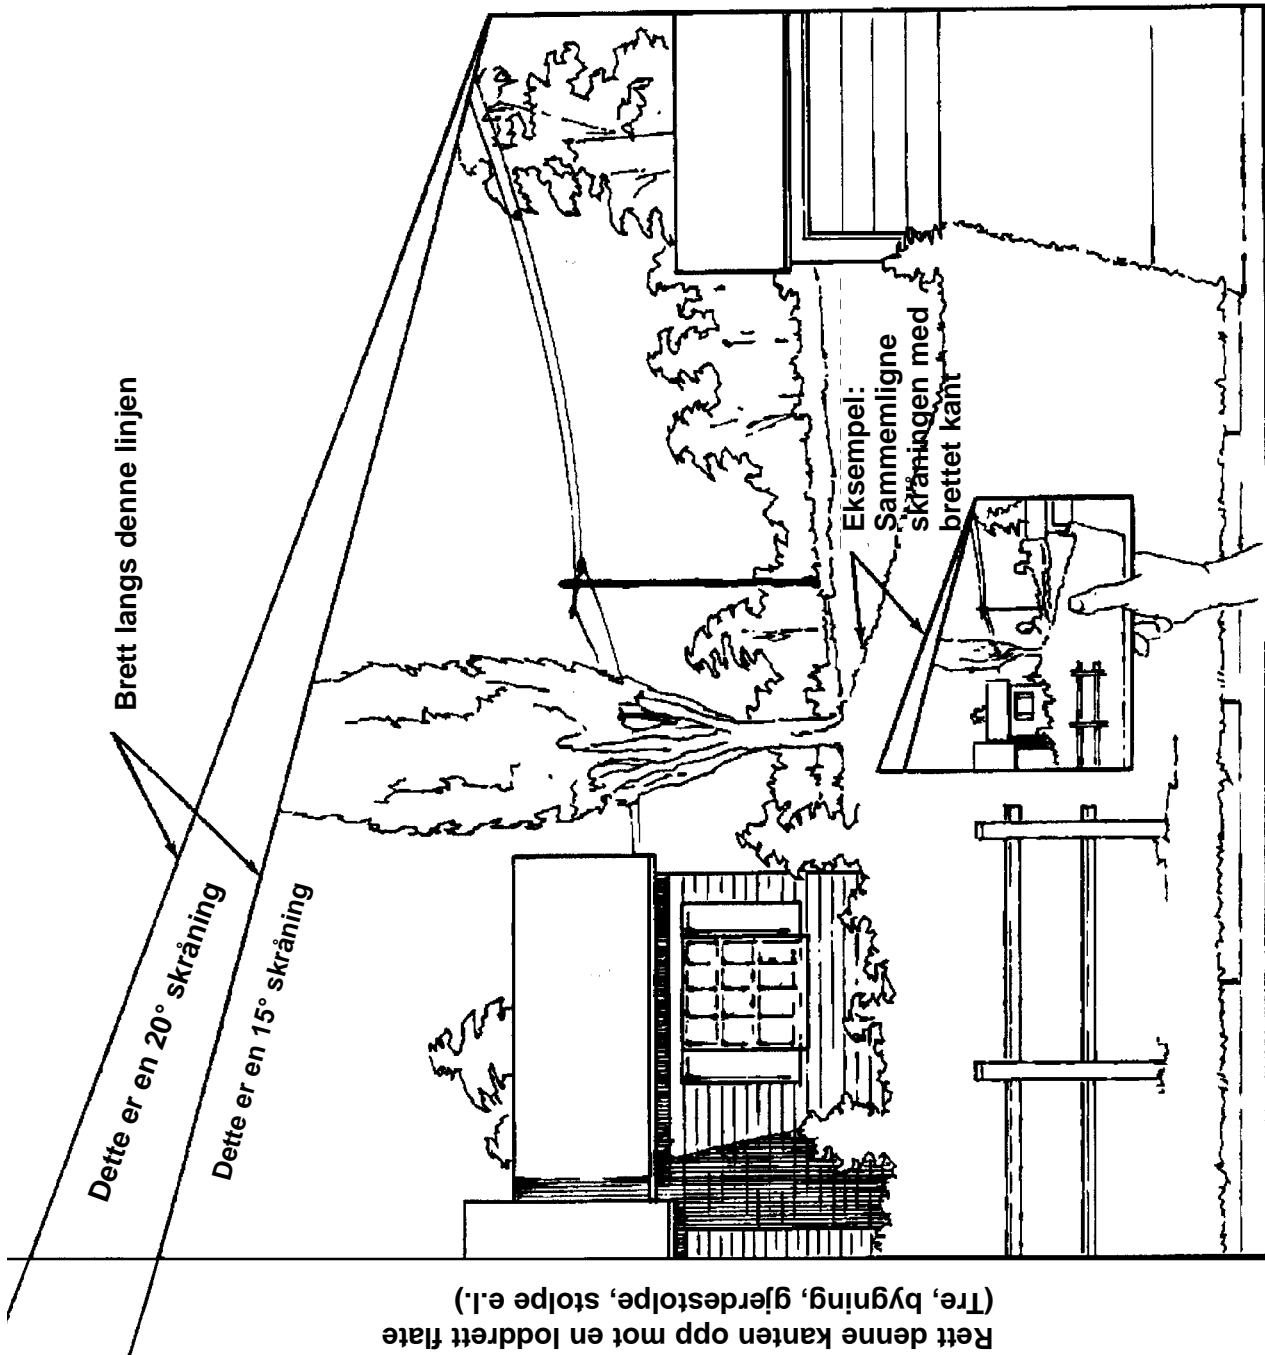 Brett langs denne linjen
Dette er en 20° skråning
Dette er en 15° skråning
Eksempel:
Sammemligne
skråningen med
brettet kant
Rett denne kanten opp mot en loddrett flate
(Tre, bygning, gjerdestolpe, stolpe e.l.)